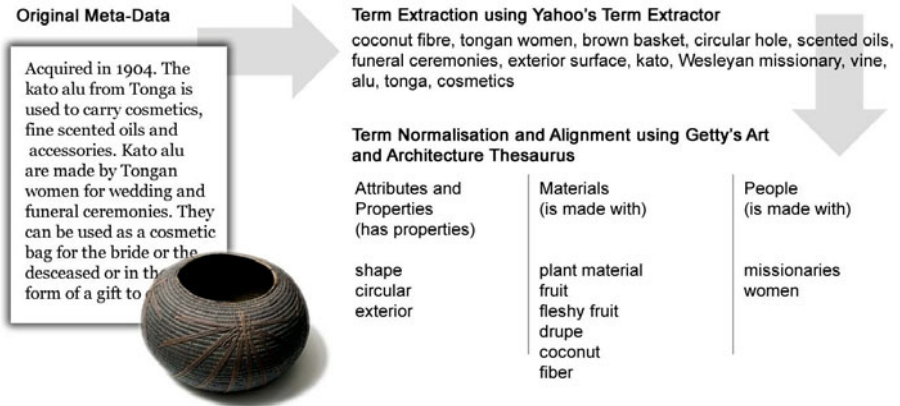 Original Meta-Data
Acquired in 1904. The
kato alu from Tonga is
used to carry cosmetics,
fine scented oils and
accessories. Kato alu
are made by Tongan
women for wedding and
funeral ceremonies. They
can be used as a cosmetic
bag for the bride or the
desceased or in the
form of a gift to
Term Extraction using Yahoo's Term Extractor
coconut fibre, tongan women, brown basket, circular hole, scented oils,
funeral ceremonies, exterior surface, kato, Wesleyan missionary, vine,
alu, tonga, cosmetics
Term Normalisation and Alignment using Getty's Art
and Architecture Thesaurus
Attributes and
Properties
(has properties)
shape
circular
exterior
Materials
(is made with)
plant material
fruit
fleshy fruit
drupe
coconut
fiber
People
(is made with)
missionaries
women